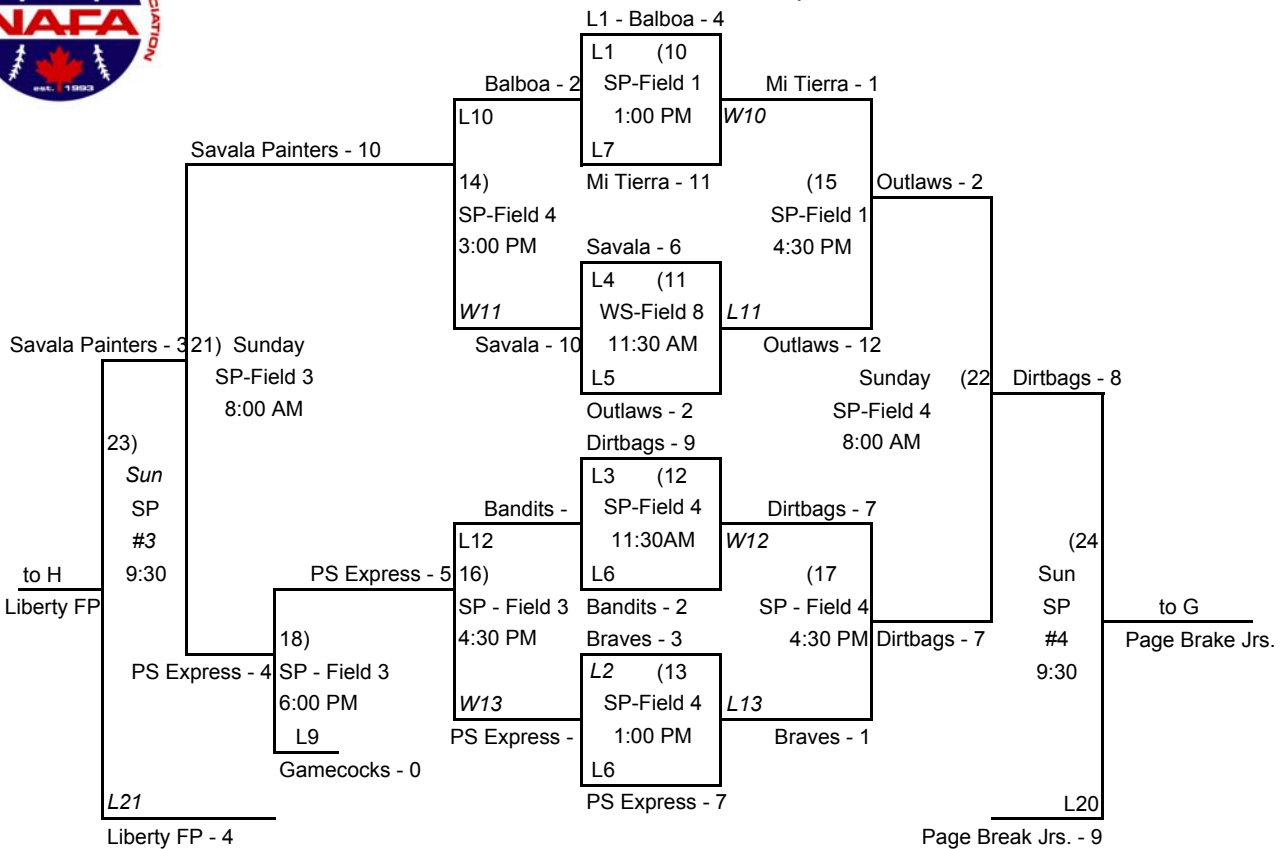 NAFA
CIATION
est. 1993
L1 - Balboa - 4
L1 (10
Balboa - 2
SP-Field 1
Mi Tierra - 1
L10
1:00 PM
W10
Savala Painters - 10
L7
14)
Mi Tierra - 11
(15
Outlaws - 2
SP-Field 4
SP-Field 1
3:00 PM
Savala - 6
4:30 PM
L4 (11
W11
WS-Field 8
L11
Savala Painters - 3
21) Sunday
Savala - 10
11:30 AM
Outlaws - 12
SP-Field 3
L5
Sunday (22
Dirtbags - 8
8:00 AM
Outlaws - 2
SP-Field 4
23)
Dirtbags - 9
8:00 AM
Sun
L3 (12
SP
Bandits -
SP-Field 4
Dirtbags - 7
#3
L12
11:30AM
W12
(24
to H
9:30
PS Express - 5
16)
L6
(17
Sun
Liberty FP
SP - Field 3
Bandits - 2
SP - Field 4
SP
to G
18)
4:30 PM
Braves - 3
4:30 PM
Dirtbags - 7
#4
Page Brake Jrs.
PS Express - 4
SP - Field 3
L2 (13
9:30
6:00 PM
W13
SP-Field 4
L13
L9
PS Express -
1:00 PM
Braves - 1
Gamecocks - 0
L6
L21
PS Express - 7
L20
Liberty FP - 4
Page Break Jrs. - 9